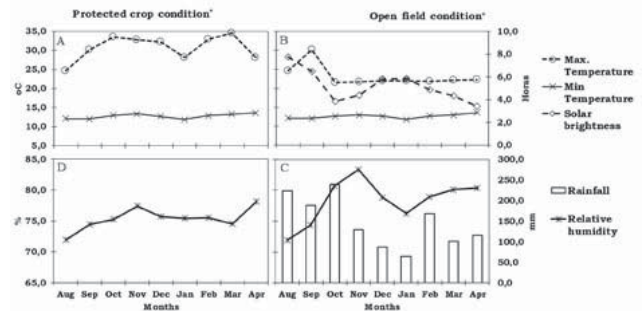 Protected crop condition*
Open field condition*
A
B
35,0
30,0
25,0
20,0
15,0
10,0
5,0
oC
10,0
8,0
6,0
4,0
2,0
0,0
Horas
Max.
Temperature
Min
Temperature
Solar
brightness
D
C
85,0
80,0
75,0
70,0
65,0
%
300,0
250,0
200,0
150,0
100,0
50,0
0,0
mm
Rainfall
Relative
humidity
Aug Sep Oct Nov Dec Jan Feb Mar Apr
Months
Aug Sep Oct Nov Dec Jan Feb Mar Apr
Months